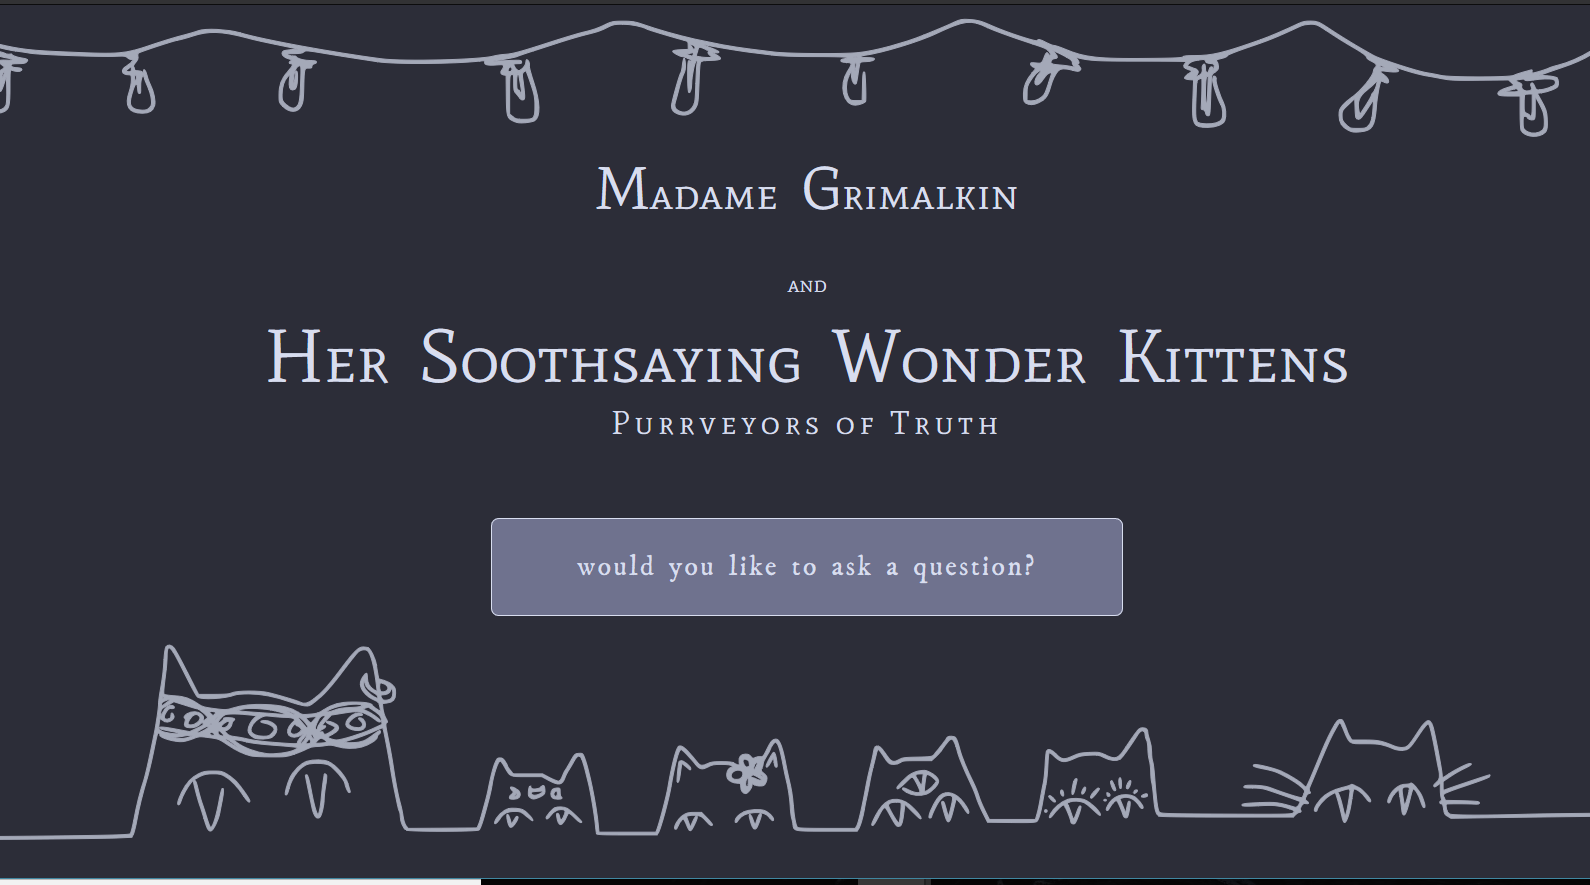 Madame Grimalkin
and
Her Soothsaying Wonder Kittens
Purrveyors of Truth
would you like to ask a question?